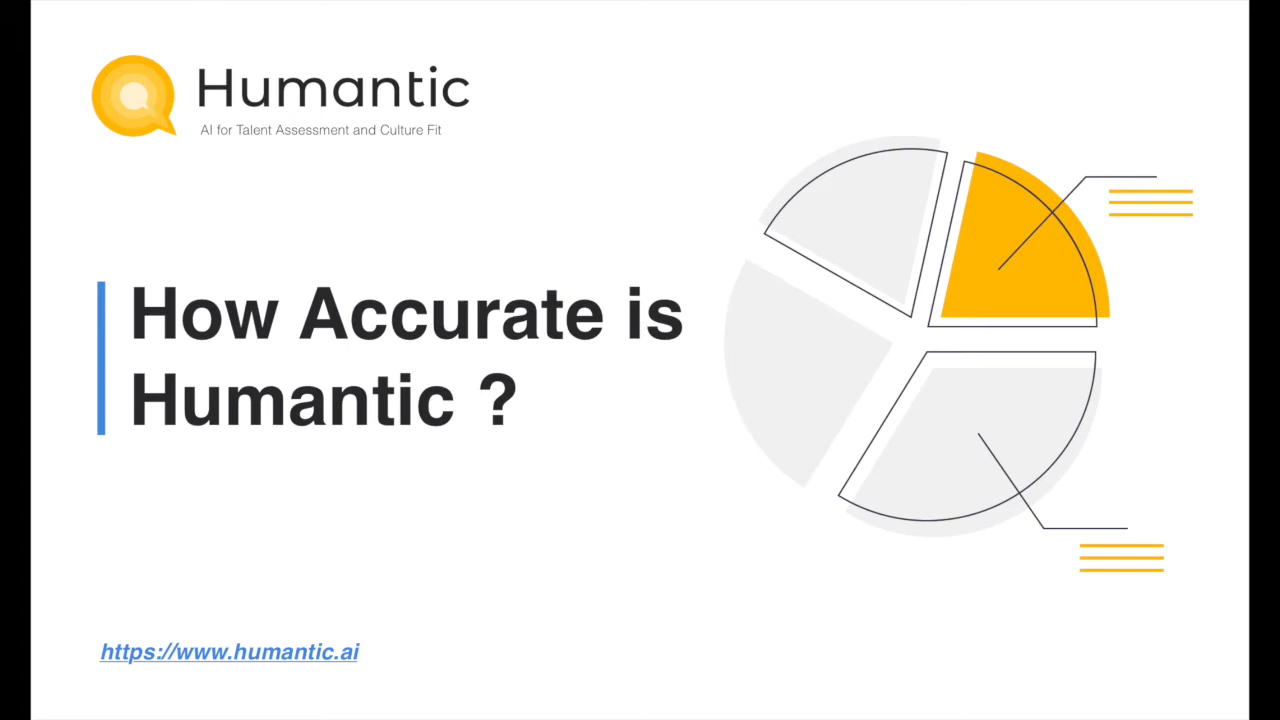 Humantic
AI for Talent Assessment and Culture Fit
How Accurate is
Humantic ?
https://www.humantic.ai